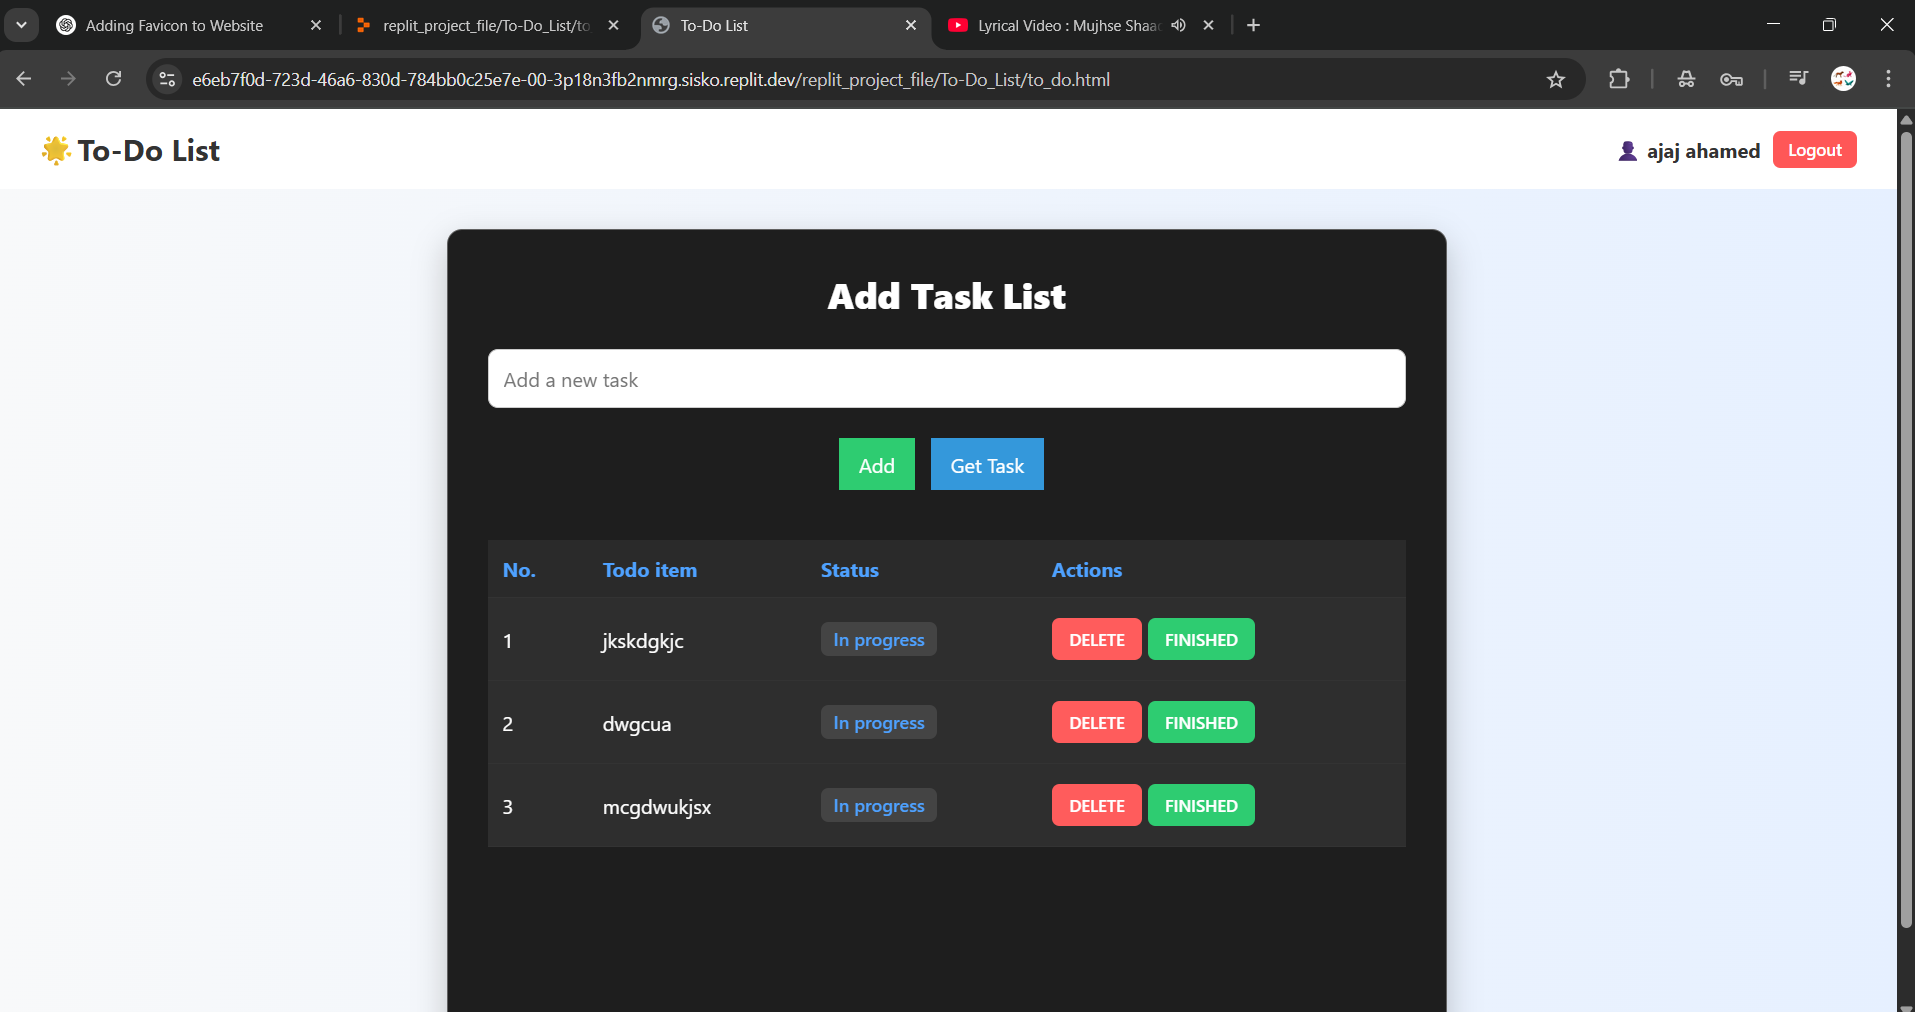 Adding Favicon to Website
replit_project_file/To-Do_List/to
To-Do List
Lyrical Video : Mujhse Shaad
e6eb7f0d-723d-46a6-830d-784bb0c25e7e-00-3p18n3fb2nmrg.sisko.replit.dev/replit_project_file/To-Do_List/to_do.html
To-Do List
ajaj ahamed
Logout
Add Task List
Add a new task
Add
Get Task
No. Todo item Status Actions
1 jkskdgkjc In progress DELETE FINISHED
2 dwgcua In progress DELETE FINISHED
3 mcgdwukjsx In progress DELETE FINISHED